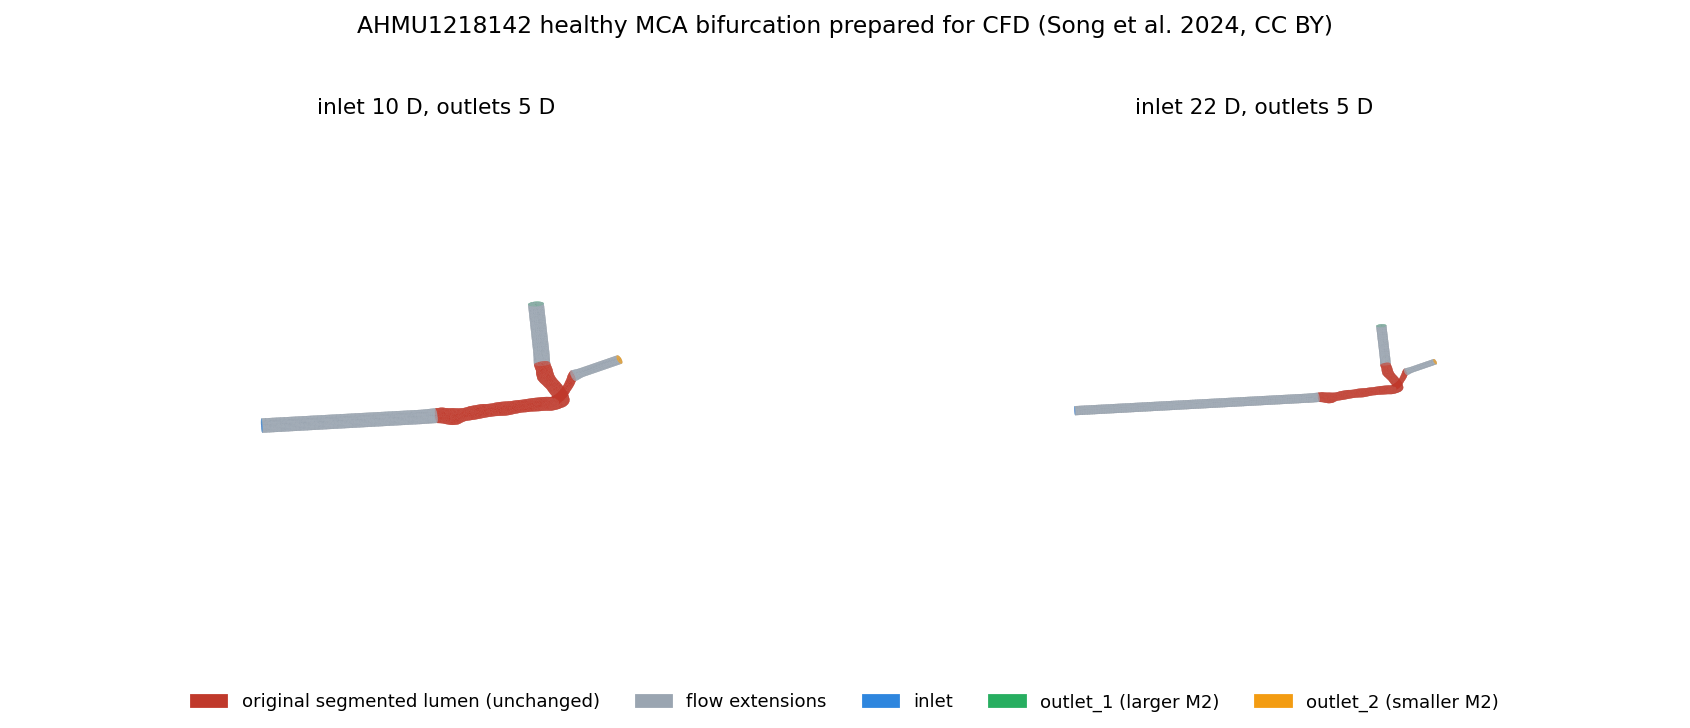 AHMU1218142 healthy MCA bifurcation prepared for CFD (Song et al. 2024, CC BY)
inlet 10 D, outlets 5 D
inlet 22 D, outlets 5 D
original segmented lumen (unchanged)
flow extensions
inlet
outlet_1 (larger M2)
outlet_2 (smaller M2)